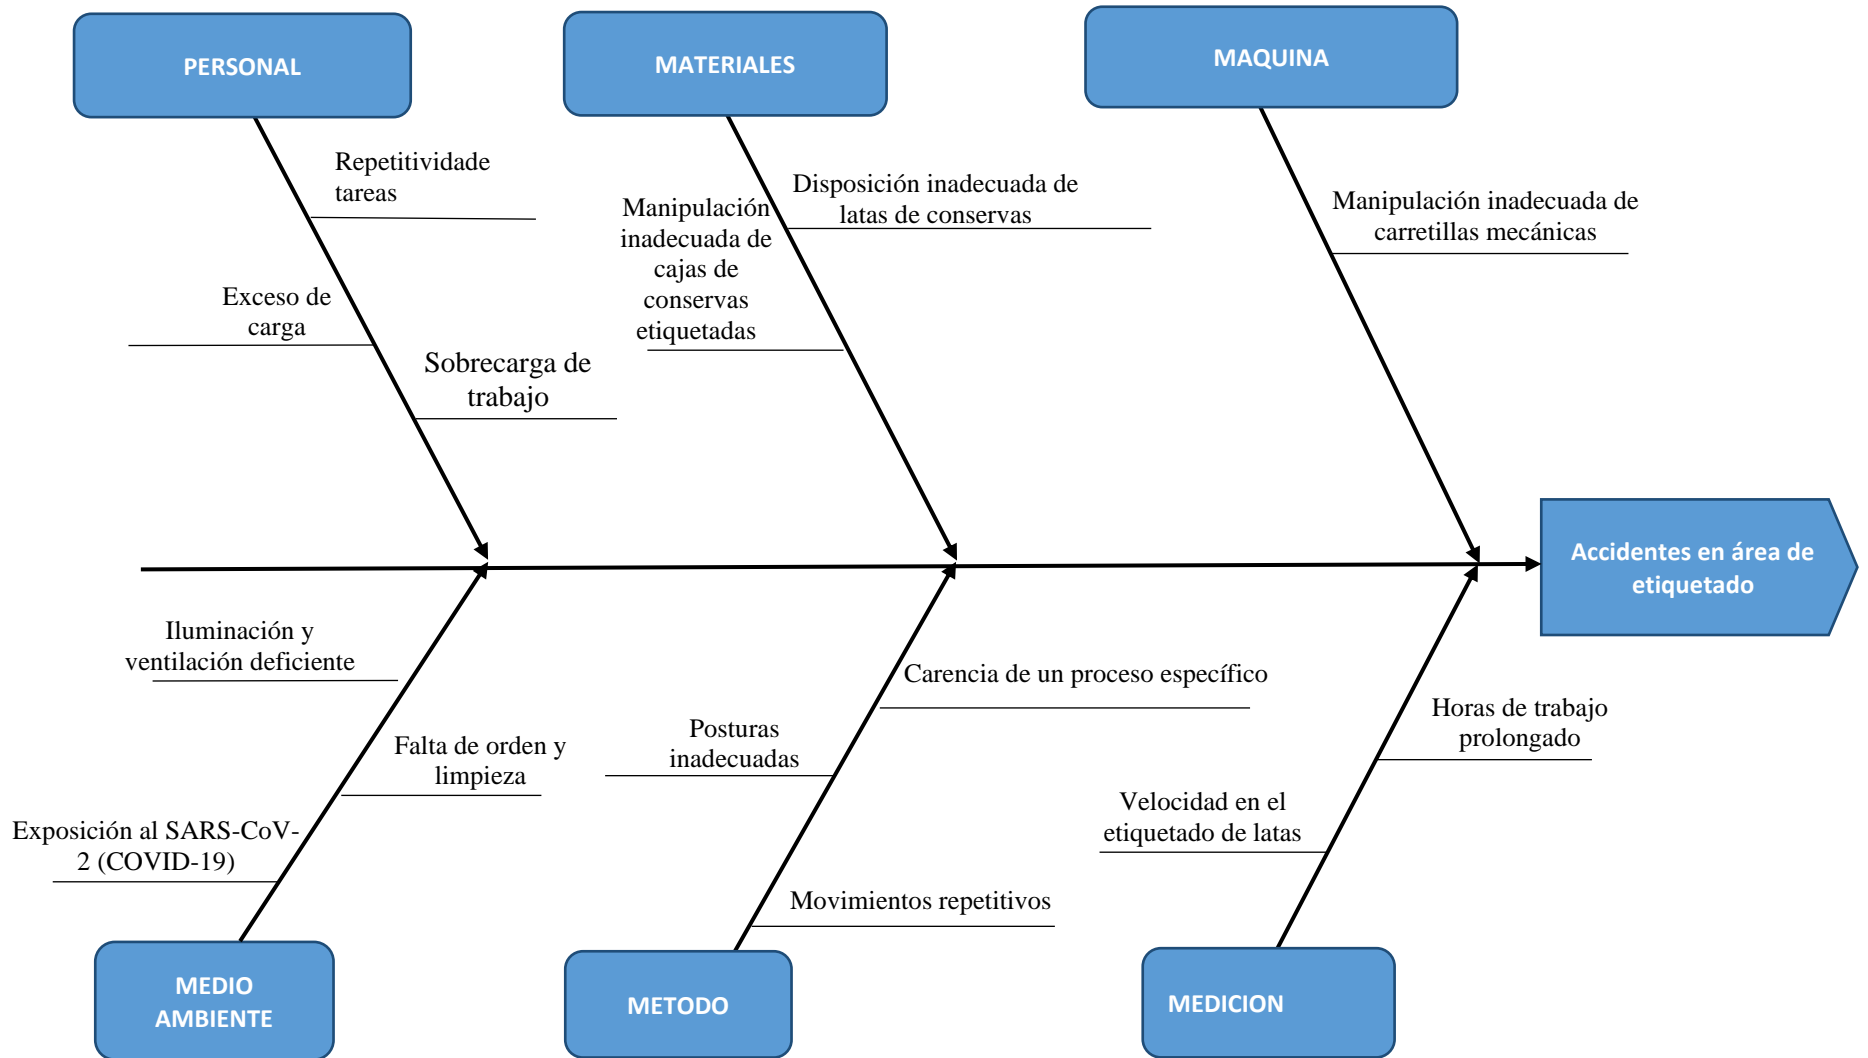 PERSONAL
MATERIALES
MAQUINA
Repetitividade
tareas
Exceso de
carga
Sobrecarga de
trabajo
Manipulación
inadecuada de
cajas de
conservas
etiquetadas
Disposición inadecuada de
latas de conservas
Manipulación inadecuada de
carretillas mecánicas
Accidentes en área de
etiquetado
Iluminación y
ventilación deficiente
Falta de orden y
limpieza
Exposición al SARS-CoV-
2 (COVID-19)
Carencia de un proceso específico
Posturas
inadecuadas
Movimientos repetitivos
Horas de trabajo
prolongado
Velocidad en el
etiquetado de latas
MEDIO
AMBIENTE
METODO
MEDICION